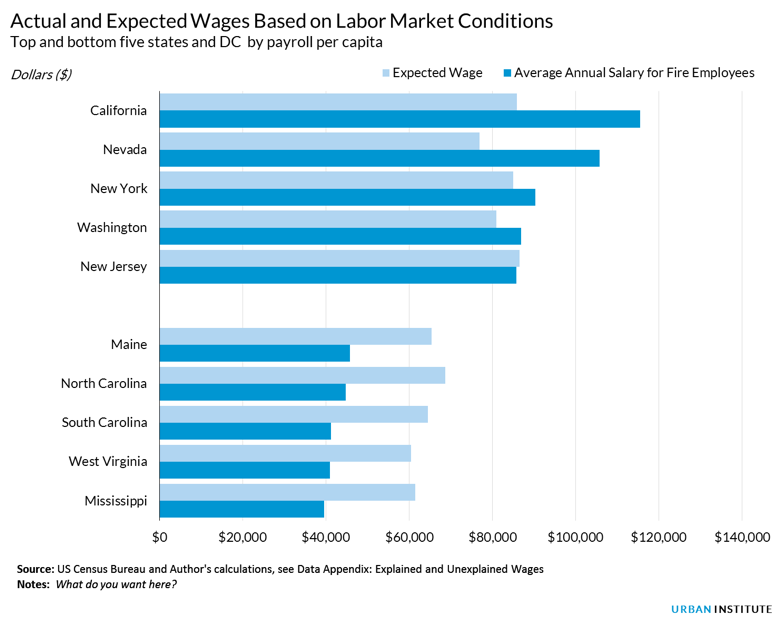 Actual and Expected Wages Based on Labor Market Conditions
Top and bottom five states and DC by payroll per capita
Dollars ($)
Expected Wage
Average Annual Salary for Fire Employees
California
Nevada
New York
Washington
New Jersey
Maine
North Carolina
South Carolina
West Virginia
Mississippi
$0 $20,000 $40,000 $60,000 $80,000 $100,000 $120,000 $140,000
Source: US Census Bureau and Author's calculations, see Data Appendix: Explained and Unexplained Wages
Notes: What do you want here?
URBAN INSTITUTE